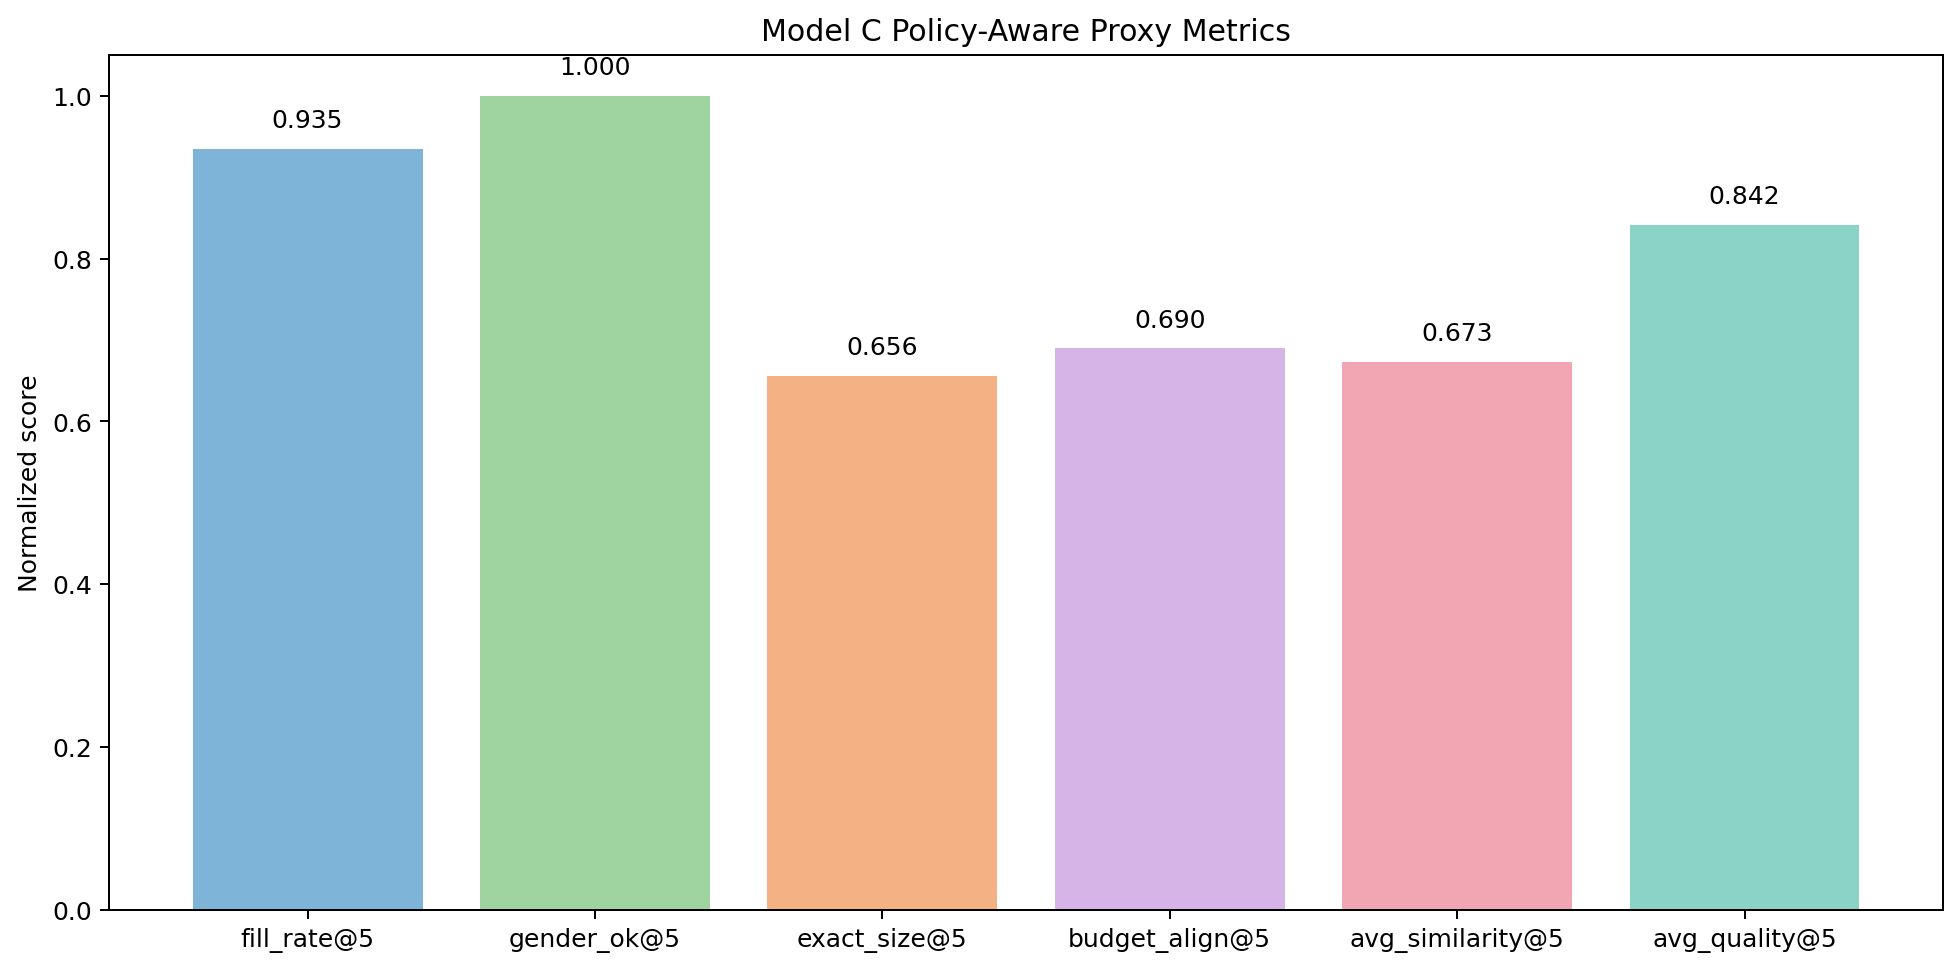 Model C Policy-Aware Proxy Metrics
Normalized score
1.0
0.8
0.6
0.4
0.2
0.0
0.935
1.000
0.656
0.690
0.673
0.842
fill_rate@5
gender_ok@5
exact_size@5
budget_align@5
avg_similarity@5
avg_quality@5